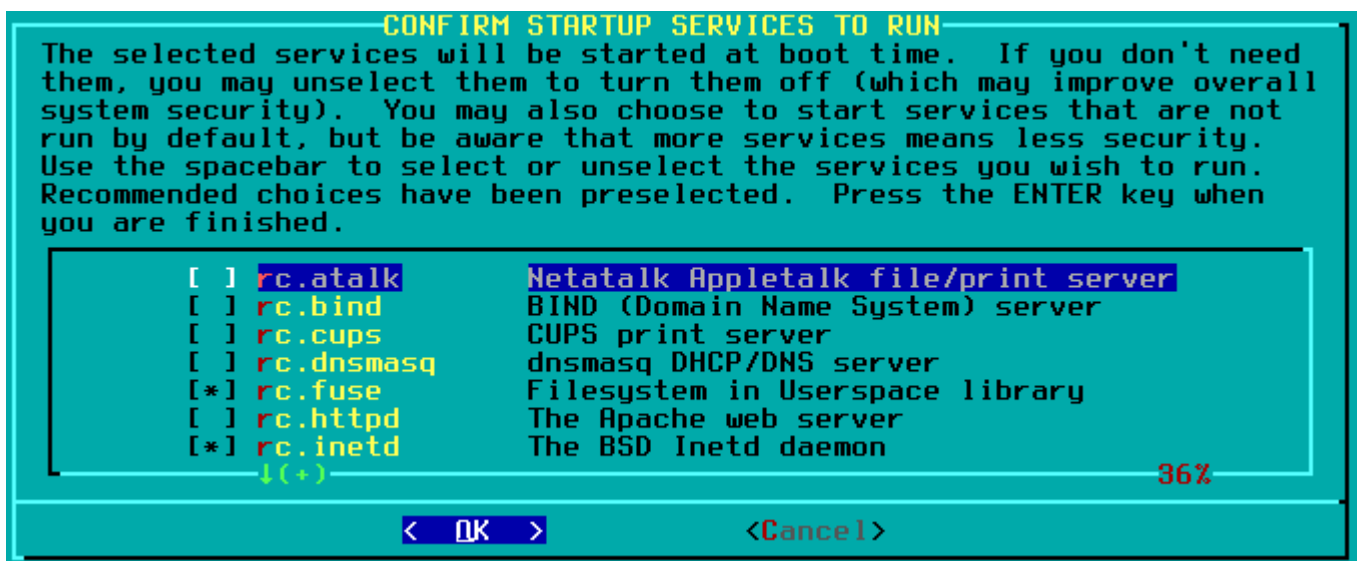 CONFIRM STARTUP SERVICES TO RUN
The selected services will be started at boot time.  If you don't need
them, you may unselect them to turn them off (which may improve overall
system security).  You may also choose to start services that are not
run by default, but be aware that more services means less security.
Use the spacebar to select or unselect the services you wish to run.
Recommended choices have been preselected.  Press the ENTER key when
you are finished.
[ ] rc.atalk Netatalk Appletalk file/print server
[ ] rc.bind BIND (Domain Name System) server
[ ] rc.cups CUPS print server
[ ] rc.dnsmasq dnsmasq DHCP/DNS server
[*] rc.fuse Filesystem in Userspace library
[ ] rc.httpd The Apache web server
[*] rc.inetd The BSD Inetd daemon
↓(+) 36%
< OK > <Cancel>